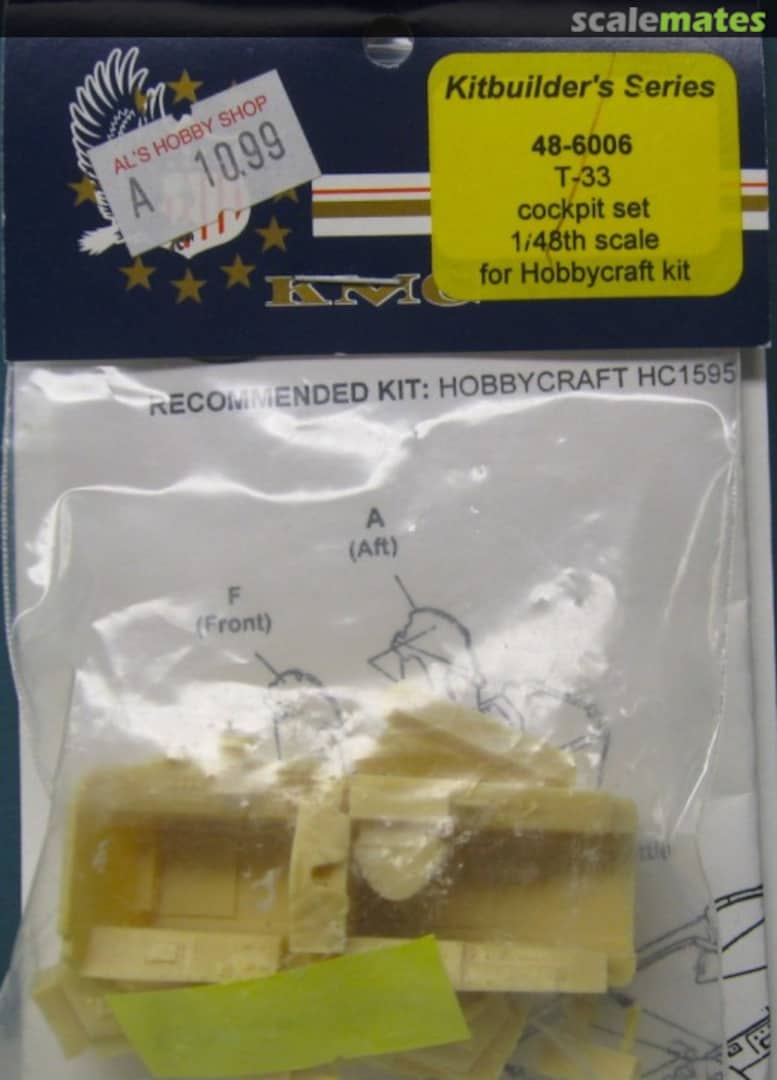 scalemates
AL'S HOBBY SHOP
A 10.99
Kitbuilder's Series
48-6006
T-33
cockpit set
1/48th scale
for Hobbycraft kit
KMC
RECOMMENDED KIT: HOBBYCRAFT HC1595
A
(Aft)
F
(Front)